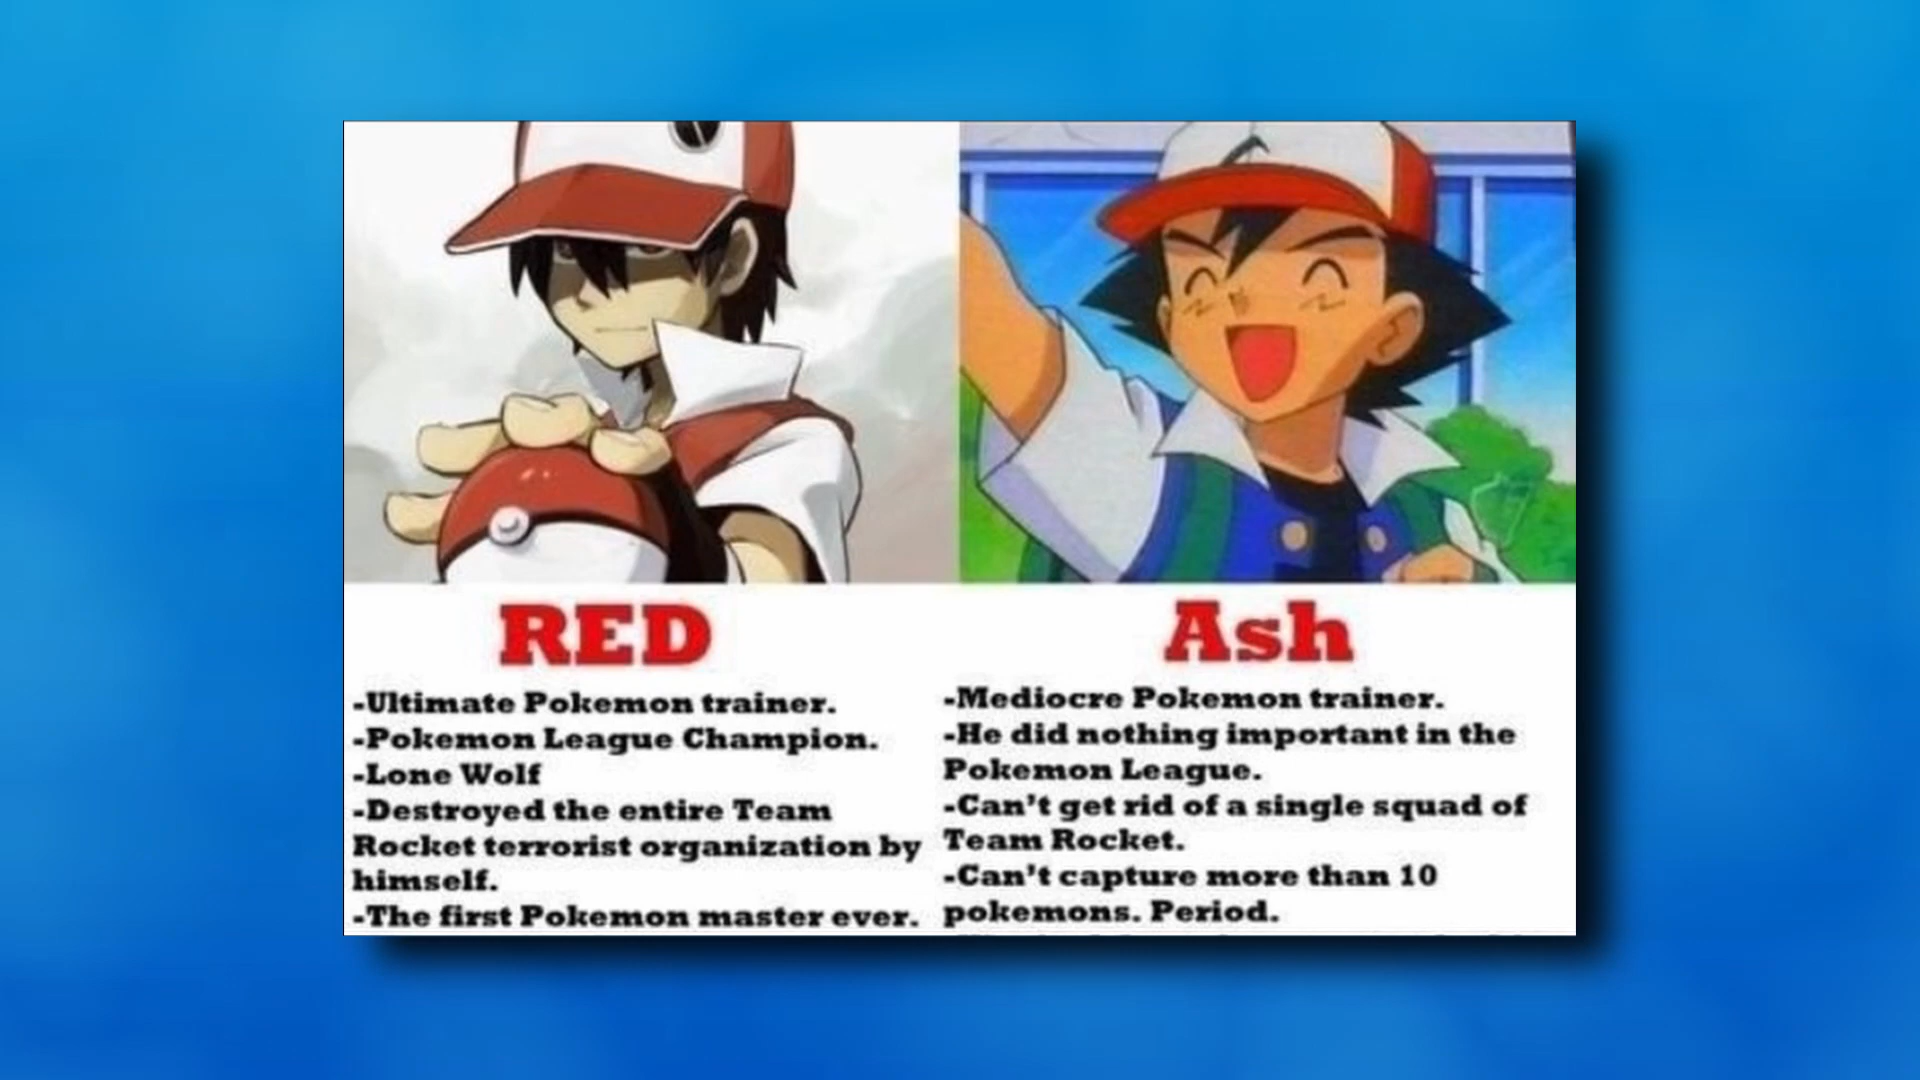 RED
-Ultimate Pokemon trainer.
-Pokemon League Champion.
-Lone Wolf
-Destroyed the entire Team
Rocket terrorist organization by
himself.
-The first Pokemon master ever.
Ash
-Mediocre Pokemon trainer.
-He did nothing important in the
Pokemon League.
-Can't get rid of a single squad of
Team Rocket.
-Can't capture more than 10
pokemons. Period.